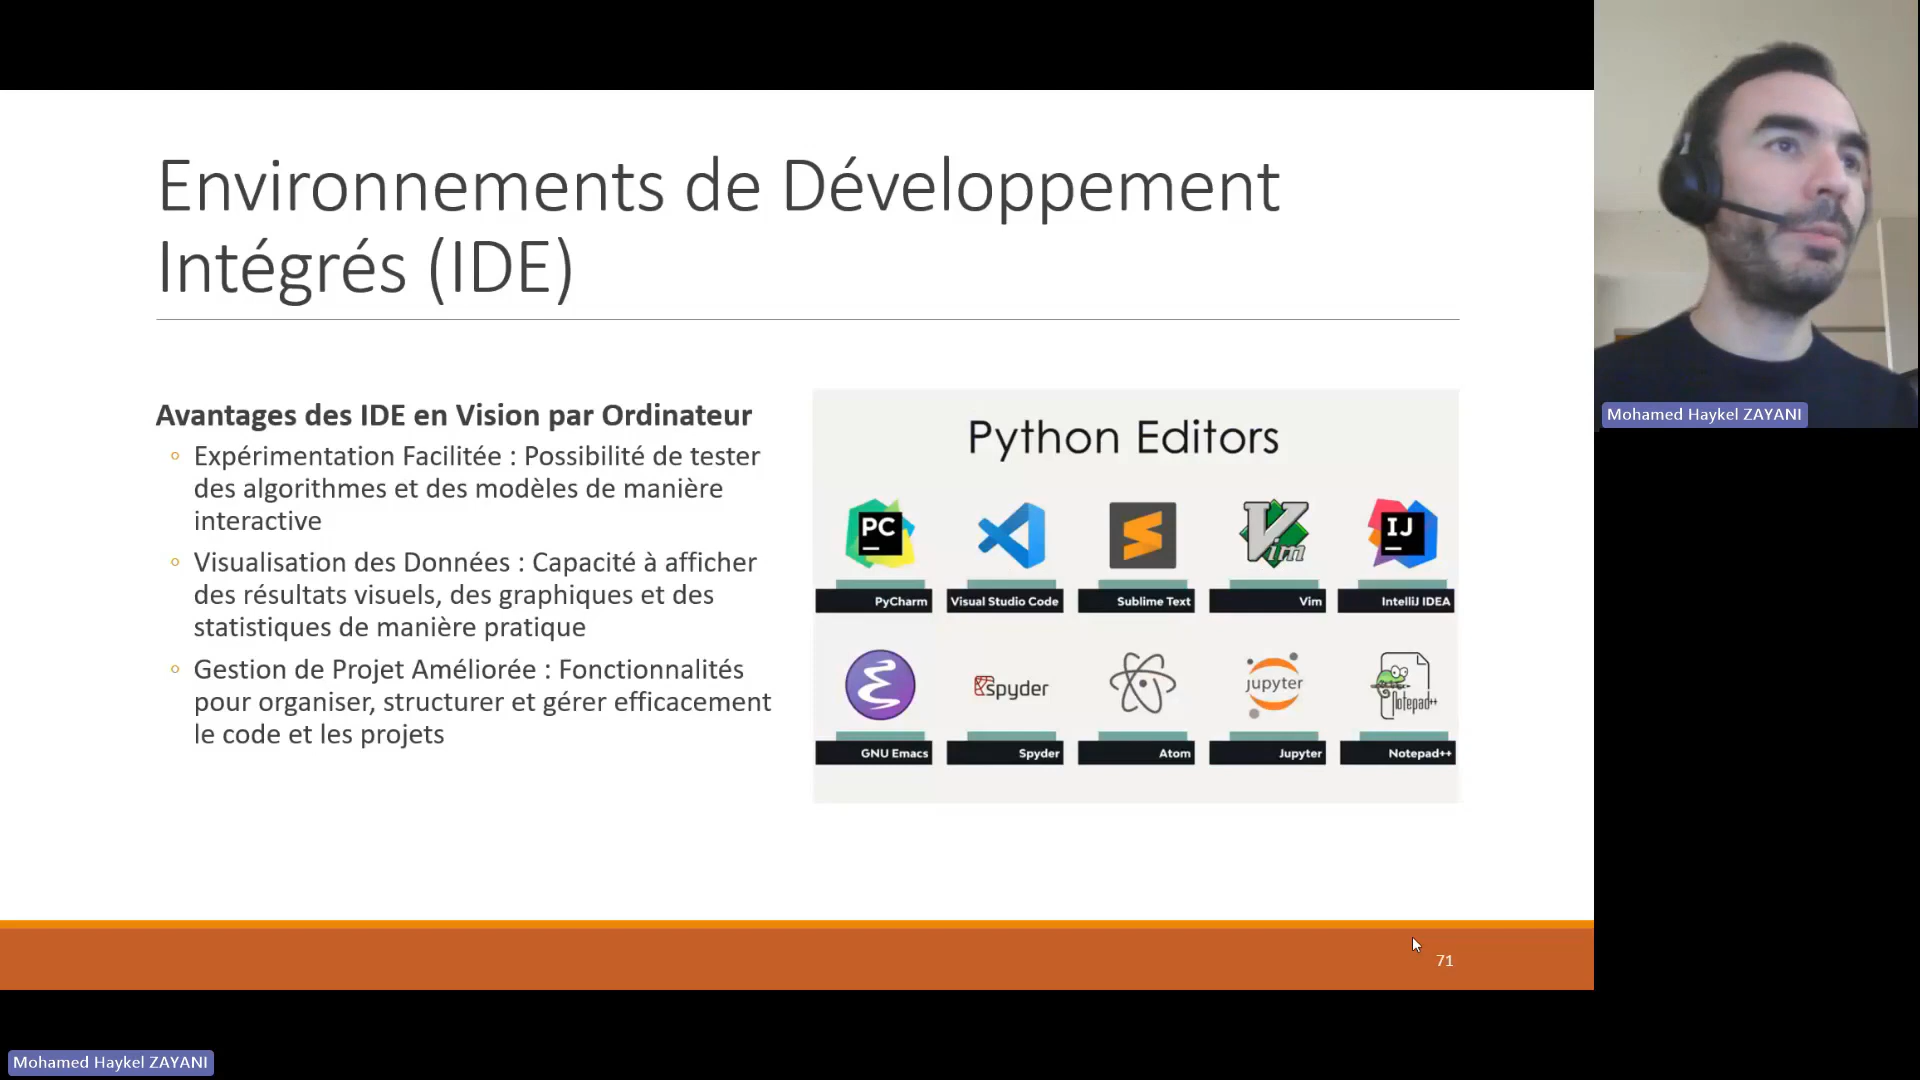 Environnements de Développement
Intégrés (IDE)
Avantages des IDE en Vision par Ordinateur
◦ Expérimentation Facilitée : Possibilité de tester
des algorithmes et des modèles de manière
interactive
◦ Visualisation des Données : Capacité à afficher
des résultats visuels, des graphiques et des
statistiques de manière pratique
◦ Gestion de Projet Améliorée : Fonctionnalités
pour organiser, structurer et gérer efficacement
le code et les projets
Python Editors
PC
Vim
IJ
PyCharm
Visual Studio Code
Sublime Text
Vim
IntelliJ IDEA
spyder
jupyter
Notepad++
GNU Emacs
Spyder
Atom
Jupyter
Notepad++
71
Mohamed Haykel ZAYANI
Mohamed Haykel ZAYANI